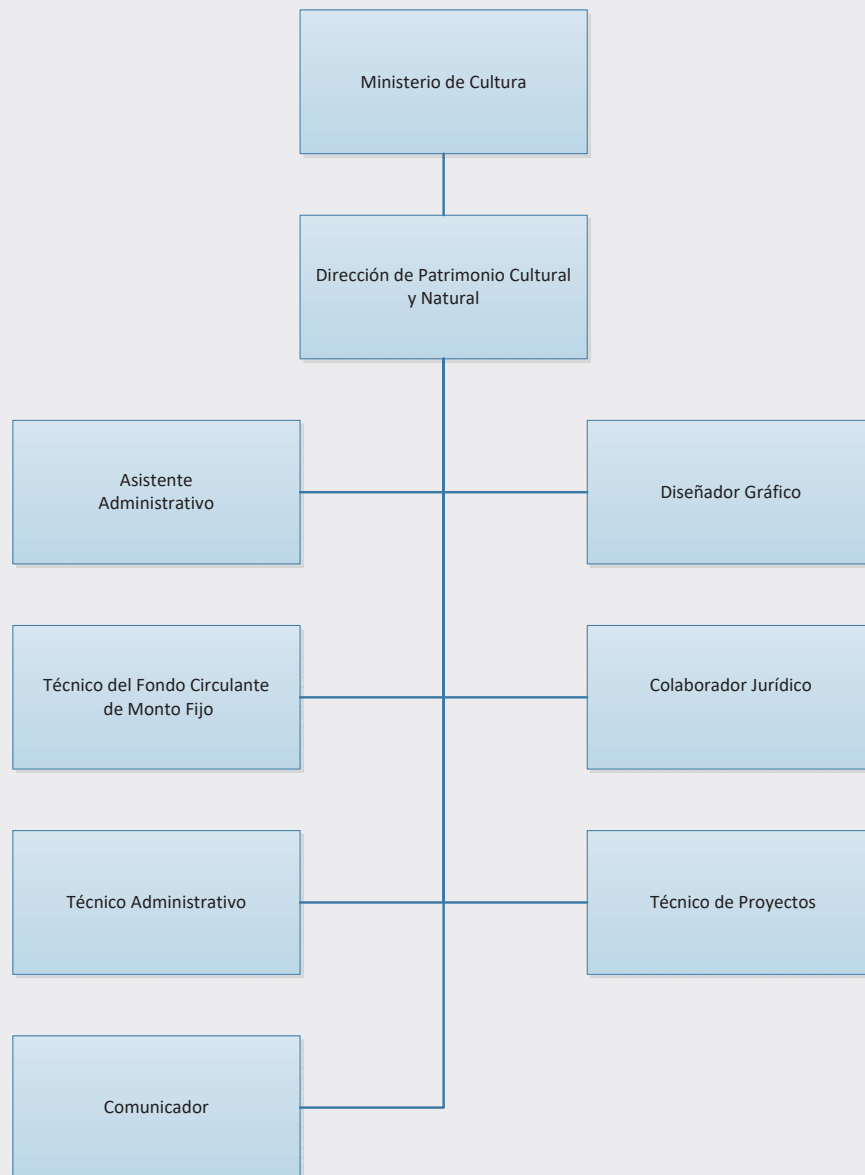 Ministerio de Cultura
Dirección de Patrimonio Cultural
y Natural
Asistente
Administrativo
Diseñador Gráfico
Técnico del Fondo Circulante
de Monto Fijo
Colaborador Jurídico
Técnico Administrativo
Técnico de Proyectos
Comunicador